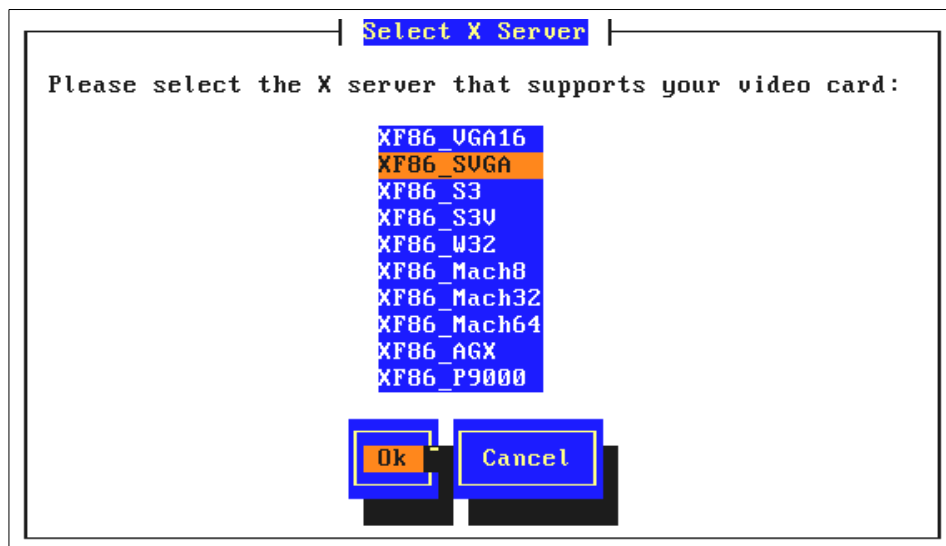 Select X Server
Please select the X server that supports your video card:
XF86_VGA16
XF86_SVGA
XF86_S3
XF86_S3V
XF86_W32
XF86_Mach8
XF86_Mach32
XF86_Mach64
XF86_AGX
XF86_P9000
Ok Cancel